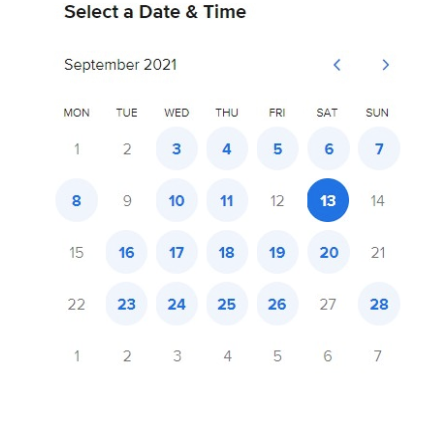 Select a Date & Time
September 2021
MON TUE WED THU FRI SAT SUN
1 2 3 4 5 6 7
8 9 10 11 12 13 14
15 16 17 18 19 20 21
22 23 24 25 26 27 28
1 2 3 4 5 6 7